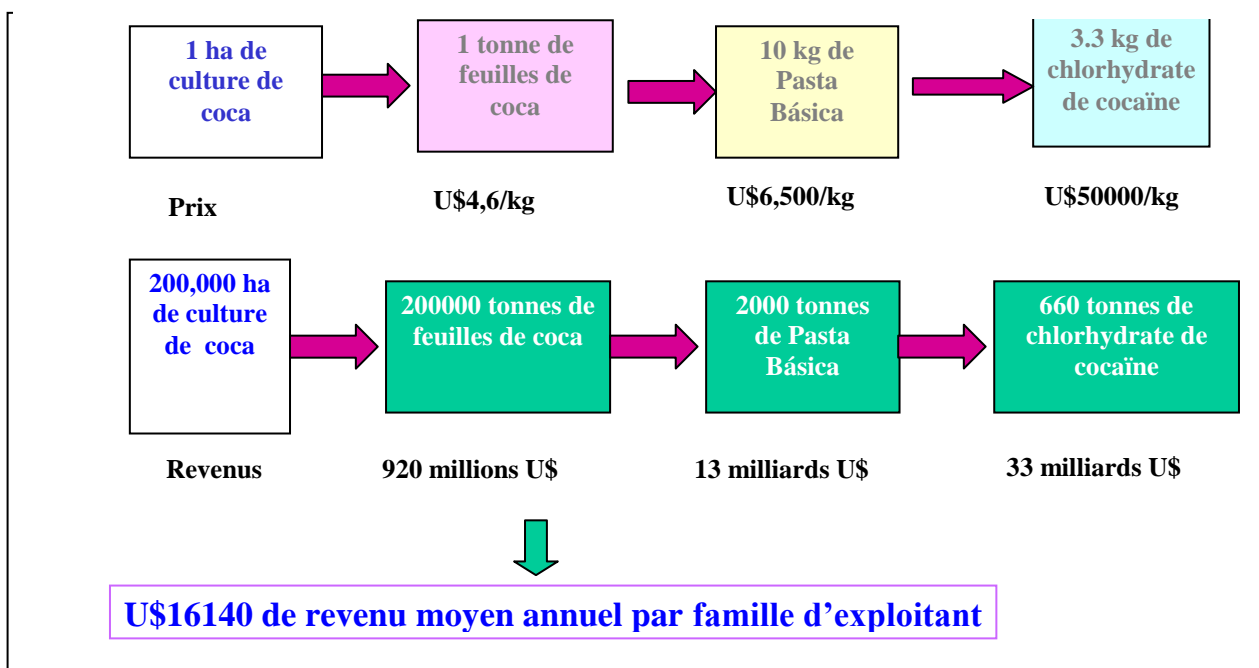 1 ha de
culture de
coca
1 tonne de
feuilles de
coca
10 kg de
Pasta
Básica
3.3 kg de
chlorhydrate
de cocaïne
Prix
U$4,6/kg
U$6,500/kg
U$50000/kg
200,000 ha
de culture
de coca
200000 tonnes de
feuilles de coca
2000 tonnes
de Pasta
Básica
660 tonnes de
chlorhydrate de
cocaïne
Revenus
920 millions U$
13 milliards U$
33 milliards U$
U$16140 de revenu moyen annuel par famille d'exploitant